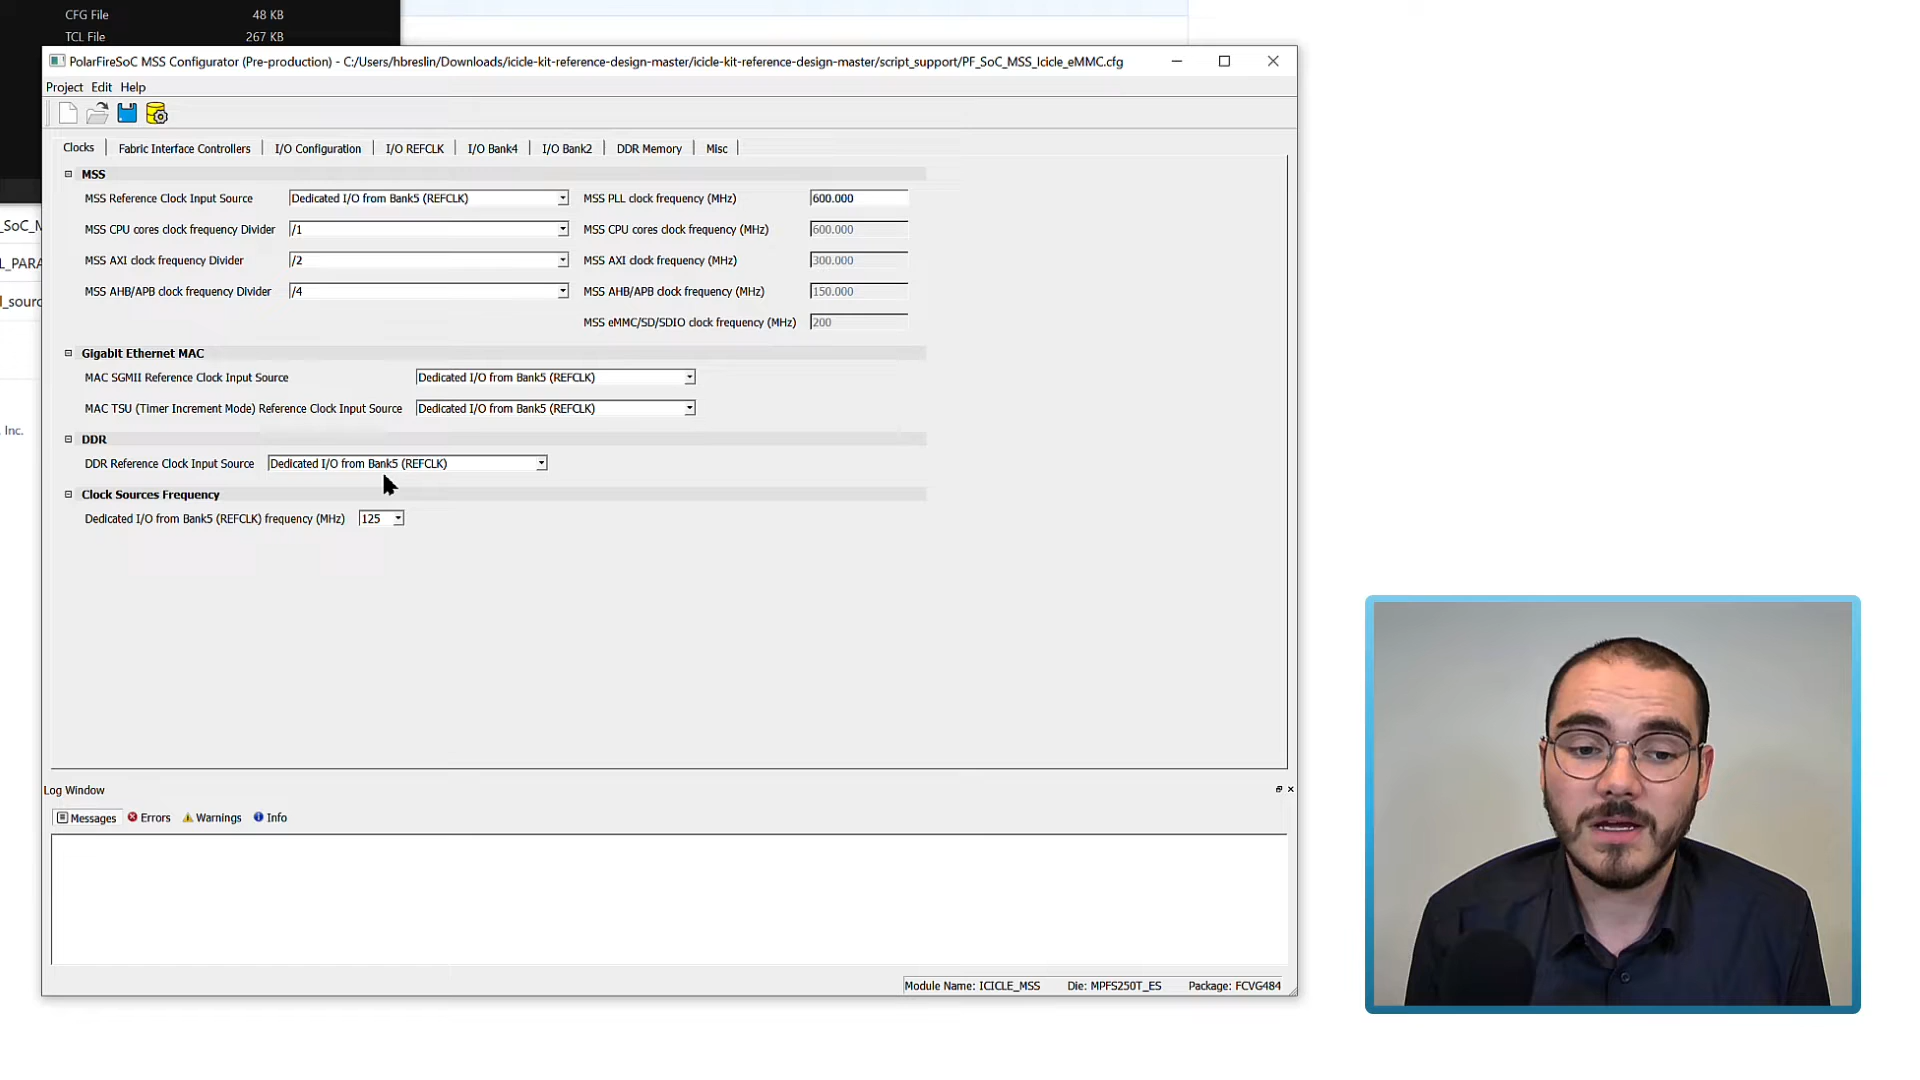 CFG File 48 KB
TCL File 267 KB
PolarFireSoC MSS Configurator (Pre-production) - C:/Users/hbreslin/Downloads/icicle-kit-reference-design-master/icicle-kit-reference-design-master/script_support/PF_SoC_MSS_Icicle_eMMC.cfg
Project Edit Help
Clocks Fabric Interface Controllers I/O Configuration I/O REFCLK I/O Bank4 I/O Bank2 DDR Memory Misc
MSS
MSS Reference Clock Input Source Dedicated I/O from Bank5 (REFCLK) MSS PLL clock frequency (MHz) 600.000
_SoC_M
MSS CPU cores clock frequency Divider /1 MSS CPU cores clock frequency (MHz) 600.000
L_PARA
MSS AXI clock frequency Divider /2 MSS AXI clock frequency (MHz) 300.000
l_sourc
MSS AHB/APB clock frequency Divider /4 MSS AHB/APB clock frequency (MHz) 150.000
MSS eMMC/SD/SDIO clock frequency (MHz) 200
Gigabit Ethernet MAC
MAC SGMII Reference Clock Input Source Dedicated I/O from Bank5 (REFCLK)
MAC TSU (Timer Increment Mode) Reference Clock Input Source Dedicated I/O from Bank5 (REFCLK)
Inc.
DDR
DDR Reference Clock Input Source Dedicated I/O from Bank5 (REFCLK)
Clock Sources Frequency
Dedicated I/O from Bank5 (REFCLK) frequency (MHz) 125
Log Window
Messages Errors Warnings Info
Module Name: ICICLE_MSS Die: MPFS250T_ES Package: FCVG484